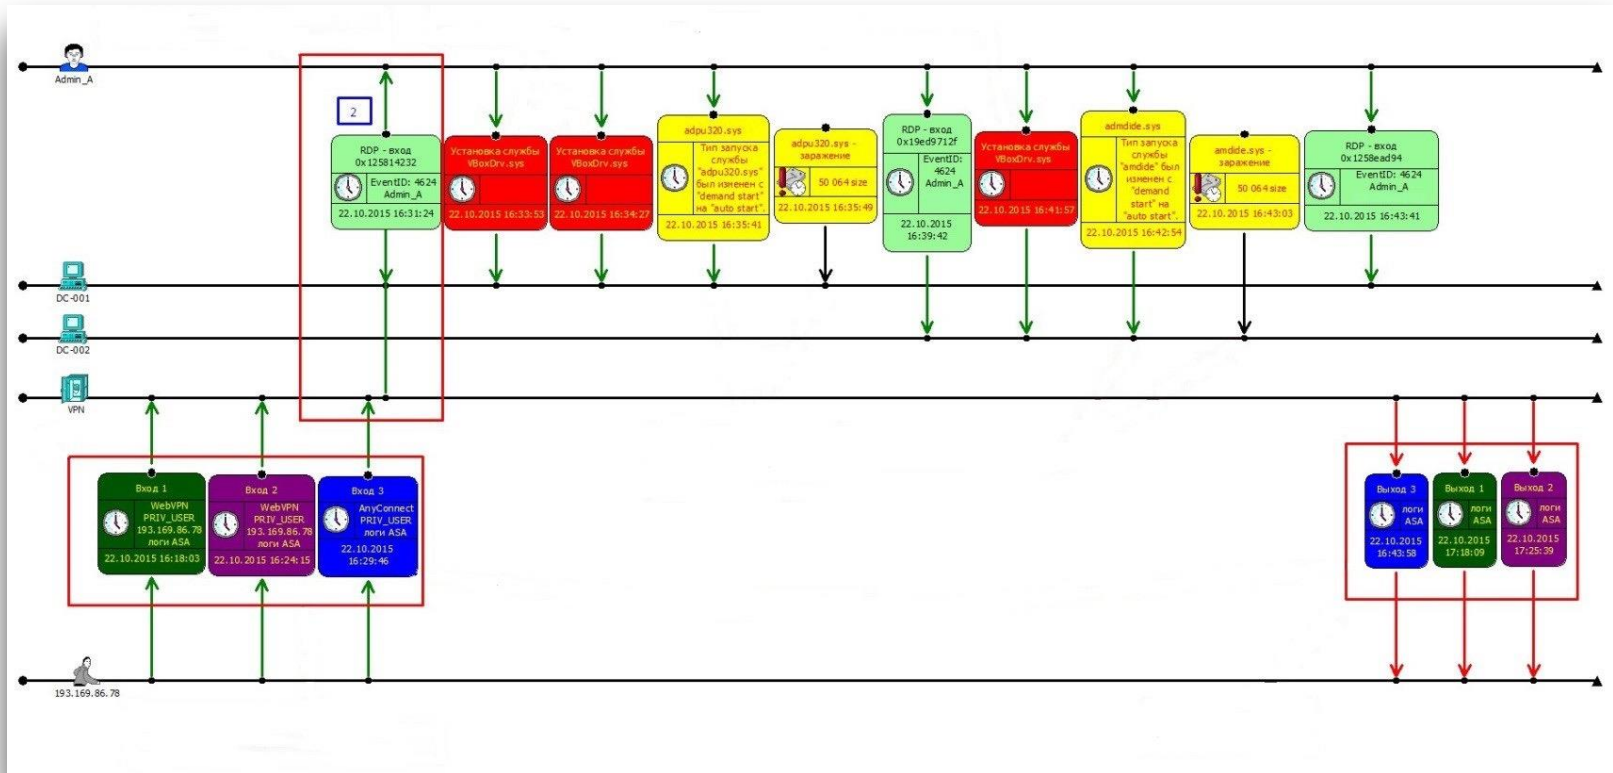 Admin_A
2
RDP - вход
0x125814232
EventID: 4624
Admin_A
22.10.2015 16:31:24
Установка службы
VBoxDrv.sys
22.10.2015 16:33:53
Установка службы
VBoxDrv.sys
22.10.2015 16:34:27
adpu320.sys
Тип запуска
службы
"adpu320.sys"
был изменен с
"demand start"
на "auto start".
22.10.2015 16:35:41
adpu320.sys -
заражение
50 064 size
22.10.2015 16:35:49
RDP - вход
0x19ed9712f
EventID:
4624
Admin_A
22.10.2015
16:39:42
Установка службы
VBoxDrv.sys
22.10.2015 16:41:57
admdide.sys
Тип запуска
службы
"amdide" был
изменен с
"demand
start" на
"auto start".
22.10.2015 16:42:54
amdide.sys -
заражение
50 064 size
22.10.2015 16:43:03
RDP - вход
0x1258ead94
EventID: 4624
Admin_A
22.10.2015 16:43:41
DC-001
DC-002
VPN
Вход 1
WebVPN
PRIV_USER
193.169.86.78
логи ASA
22.10.2015 16:18:03
Вход 2
WebVPN
PRIV_USER
193.169.86.78
логи ASA
22.10.2015 16:24:15
Вход 3
AnyConnect
PRIV_USER
логи ASA
22.10.2015
16:29:46
Выход 3
логи
ASA
22.10.2015
16:43:58
Выход 1
логи
ASA
22.10.2015
17:18:09
Выход 2
логи
ASA
22.10.2015
17:25:39
193.169.86.78